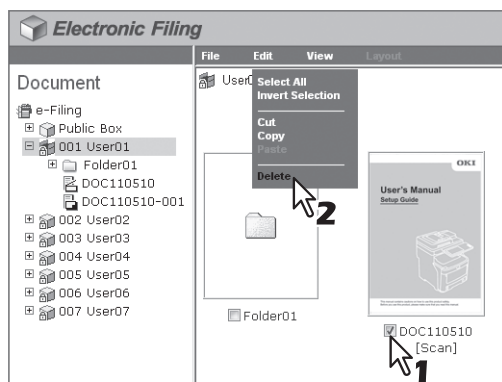 Electronic Filing
File Edit View Layout
Document
e-Filing
Public Box
001 User01
Folder01
DOC110510
DOC110510-001
002 User02
003 User03
004 User04
005 User05
006 User06
007 User07
Select All
Invert Selection
Cut
Copy
Paste
Delete
2
Folder01
OKI
User's Manual
Setup Guide
DOC110510
[Scan]
1